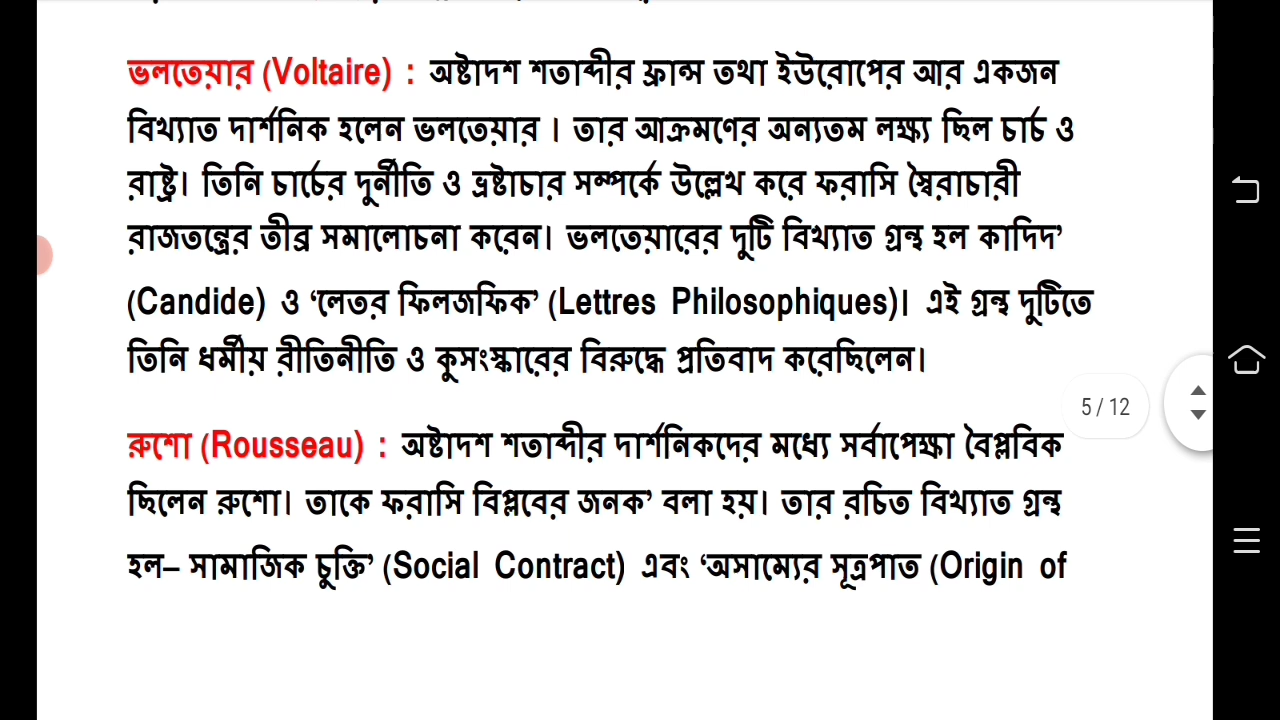 ভলতেয়ার (Voltaire) : অষ্টাদশ শতাব্দীর ফ্রান্স তথা ইউরোপের আর একজন
বিখ্যাত দার্শনিক হলেন ভলতেয়ার । তার আক্রমণের অন্যতম লক্ষ্য ছিল চার্চ ও
রাষ্ট্র। তিনি চার্চের দুর্নীতি ও ভ্রষ্টাচার সম্পর্কে উল্লেখ করে ফরাসি স্বৈরাচারী
রাজতন্ত্রের তীব্র সমালোচনা করেন। ভলতেয়ারের দুটি বিখ্যাত গ্রন্থ হল কাদিদ’
(Candide) ও ‘লেতর ফিলজফিক’ (Lettres Philosophiques)। এই গ্রন্থ দুটিতে
তিনি ধর্মীয় রীতিনীতি ও কুসংস্কারের বিরুদ্ধে প্রতিবাদ করেছিলেন।
5 / 12
রুশো (Rousseau) : অষ্টাদশ শতাব্দীর দার্শনিকদের মধ্যে সর্বাপেক্ষা বৈপ্লবিক
ছিলেন রুশো। তাকে ফরাসি বিপ্লবের জনক’ বলা হয়। তার রচিত বিখ্যাত গ্রন্থ
হল– সামাজিক চুক্তি’ (Social Contract) এবং ‘অসাম্যের সূত্রপাত (Origin of